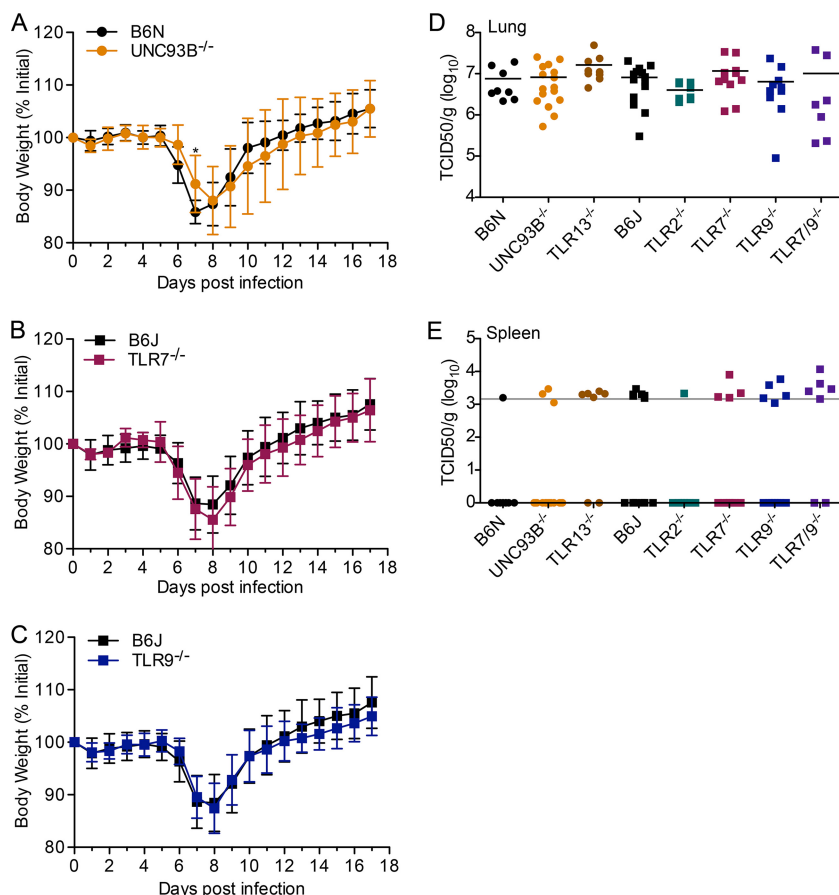 A
B6N
UNC93B-/-
120
110
100
90
80
*
Body Weight (% Initial)
0 2 4 6 8 10 12 14 16 18
Days post infection
B
B6J
TLR7-/-
120
100
80
Body Weight (% Initial)
0 2 4 6 8 10 12 14 16 18
Days post infection
C
B6J
TLR9-/-
120
110
100
90
80
Body Weight (% Initial)
0 2 4 6 8 10 12 14 16 18
Days post infection
D
Lung
8
7
6
5
4
TCID50/g (log10)
B6N UNC93B-/- TLR13-/- B6J TLR2-/- TLR7-/- TLR9-/- TLR7/9-/-
E
Spleen
5
4
3
2
1
0
TCID50/g (log10)
B6N UNC93B-/- TLR13-/- B6J TLR2-/- TLR7-/- TLR9-/- TLR7/9-/-